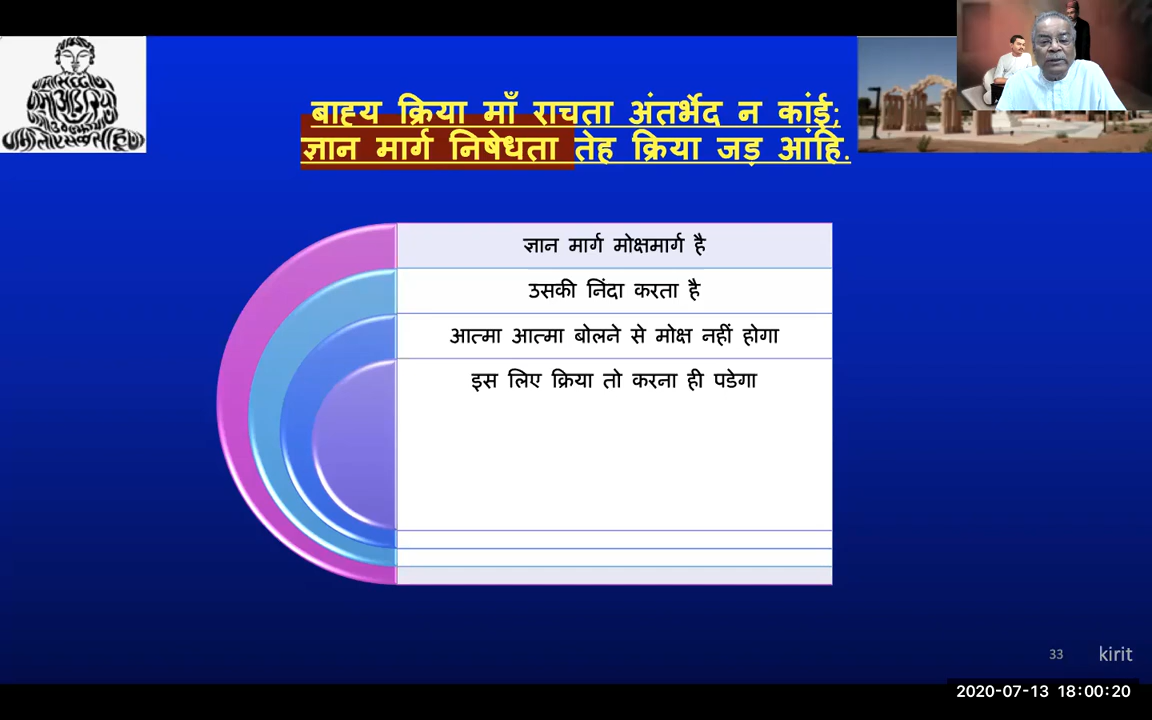 बाह्य क्रिया माँ राचता अंतर्भेद न कांई;
ज्ञान मार्ग निषेधता तेह क्रिया जड़ आंहि.
ज्ञान मार्ग मोक्षमार्ग है
उसकी निंदा करता है
आत्मा आत्मा बोलने से मोक्ष नहीं होगा
इस लिए क्रिया तो करना ही पडेगा
33 kirit
2020-07-13 18:00:20